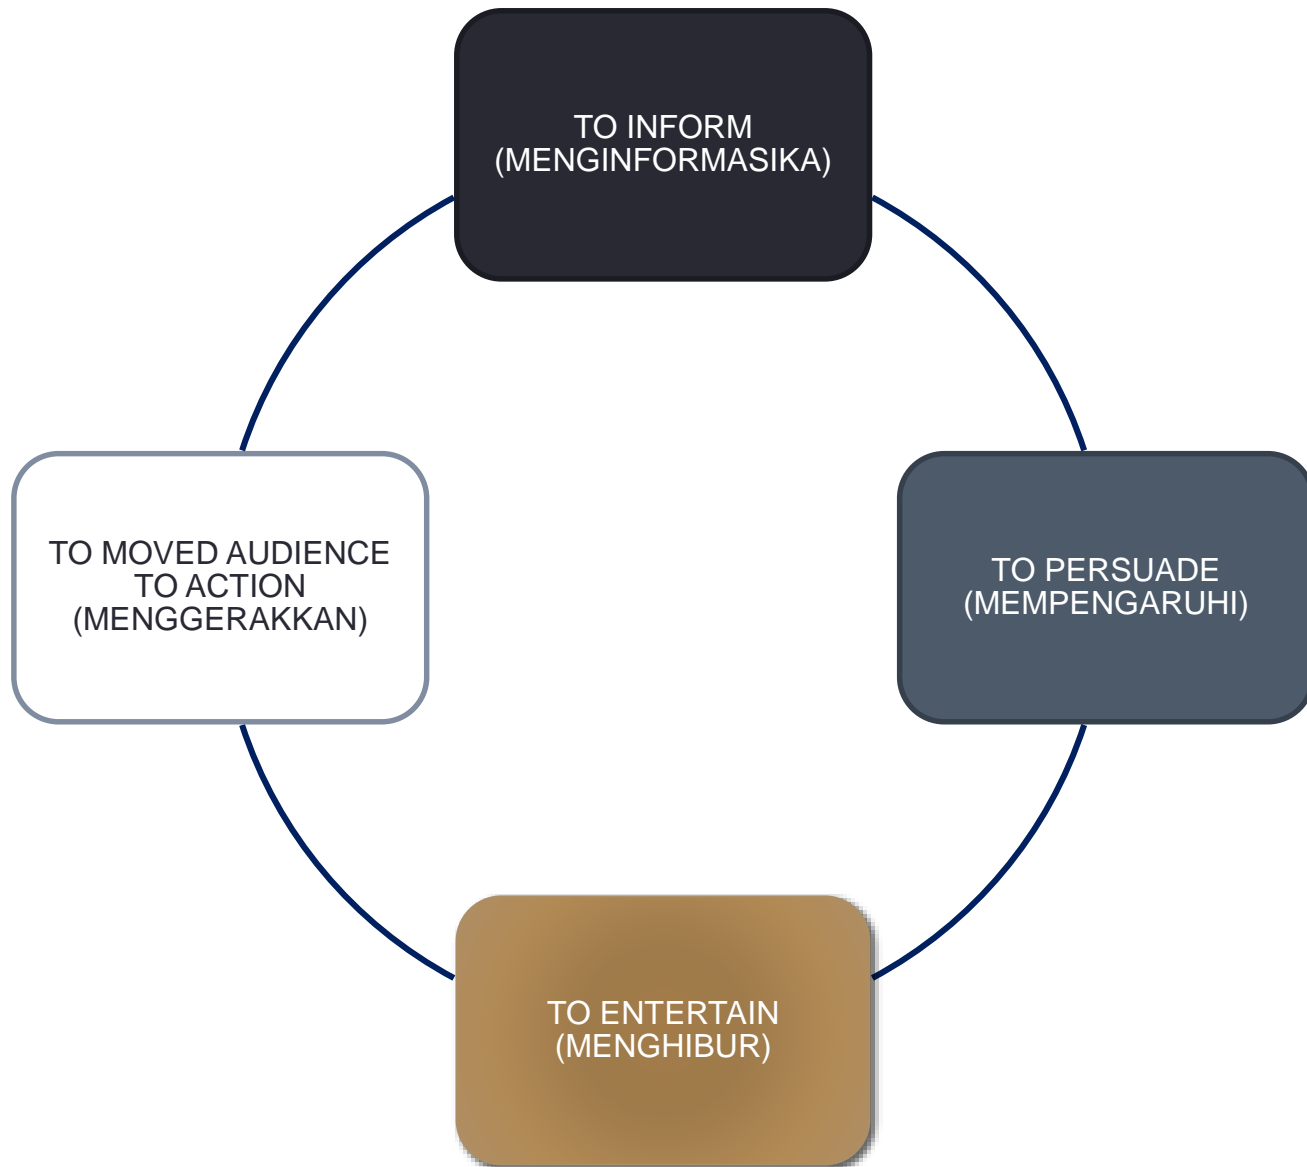 TO INFORM
(MENGINFORMASIKA)
TO MOVED AUDIENCE
TO ACTION
(MENGGERAKKAN)
TO PERSUADE
(MEMPENGARUHI)
TO ENTERTAIN
(MENGHIBUR)